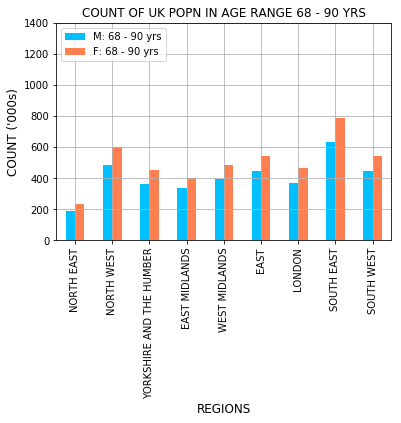 COUNT OF UK POPN IN AGE RANGE 68 - 90 YRS
M: 68 - 90 yrs
F: 68 - 90 yrs
COUNT ('000s)
1400
1200
1000
800
600
400
200
0
NORTH EAST
NORTH WEST
YORKSHIRE AND THE HUMBER
EAST MIDLANDS
WEST MIDLANDS
EAST
LONDON
SOUTH EAST
SOUTH WEST
REGIONS